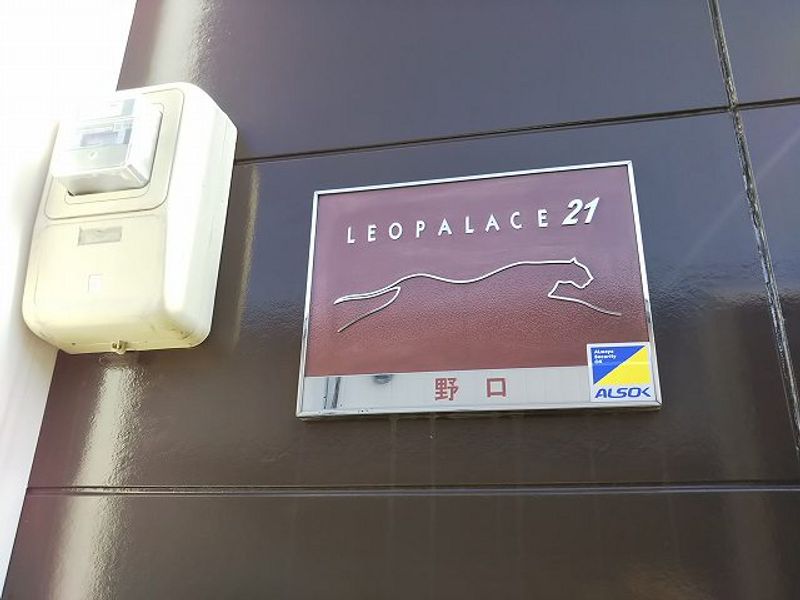 LEOPALACE 21
野口
ALways
Security
OK
ALSOK